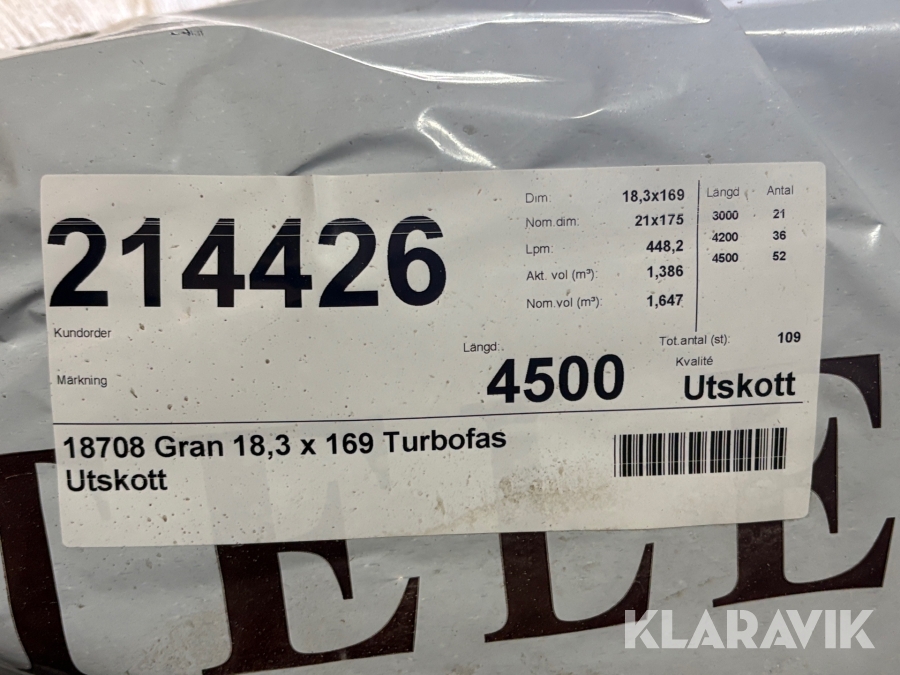 214426
Kundorder
Märkning
Dim: 18,3x169
Nom.dim: 21x175
Lpm: 448,2
Akt. vol (m³): 1,386
Nom.vol (m³): 1,647
Längd Antal
3000 21
4200 36
4500 52
Tot.antal (st): 109
Längd: 4500
Kvalité
Utskott
18708 Gran 18,3 x 169 Turbofas
Utskott
ELE
KLARAVIK